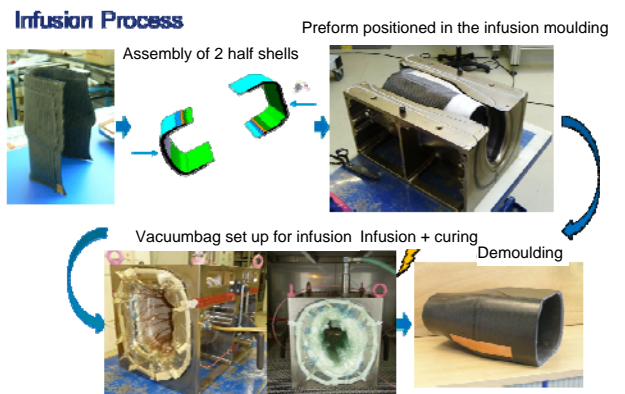 Infusion Process
Preform positioned in the infusion moulding
Assembly of 2 half shells
Vacuumbag set up for infusion Infusion + curing
Demoulding